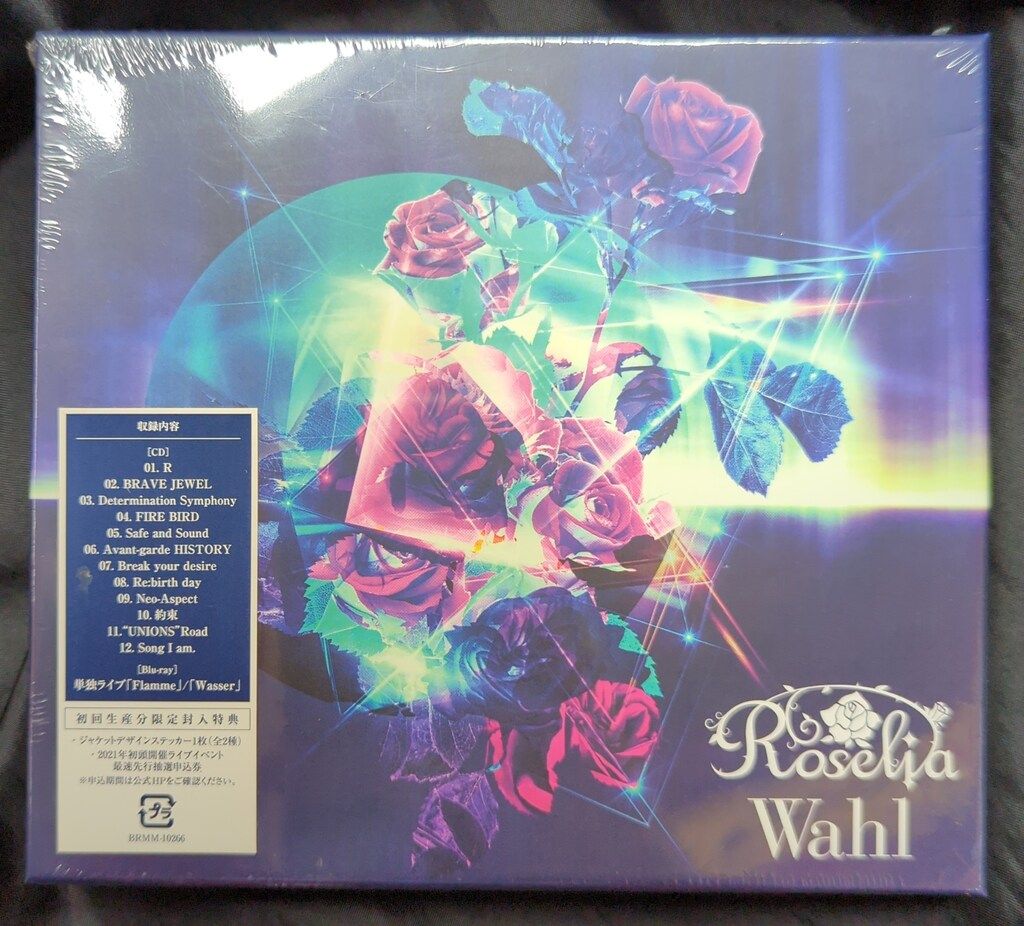 収録内容
[CD]
01. R
02. BRAVE JEWEL
03. Determination Symphony
04. FIRE BIRD
05. Safe and Sound
06. Avant-garde HISTORY
07. Break your desire
08. Re:birth day
09. Neo-Aspect
10. 約束
11."UNIONS"Road
12. Song I am.
[Blu-ray]
単独ライブ「Flamme」/「Wasser」
初回生産分限定封入特典
・ジャケットデザインステッカー1枚(全2種)
・2021年初頭開催ライブイベント
最速先行抽選申込券
※申込期間は公式HPをご確認ください。
プラ
BRMM-10266
Roselia
Wahl